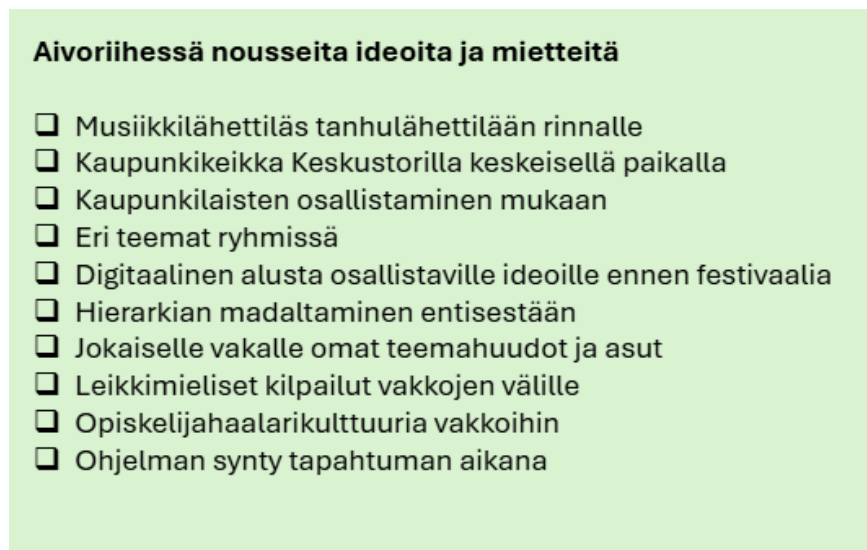 Aivoriihessä nousseita ideoita ja mietteitä
❑ Musiikkilähettiläs tanhulähettilään rinnalle
❑ Kaupunkikeikka Keskustorilla keskeisellä paikalla
❑ Kaupunkilaisten osallistaminen mukaan
❑ Eri teemat ryhmissä
❑ Digitaalinen alusta osallistaville ideoille ennen festivaalia
❑ Hierarkian madaltaminen entisestään
❑ Jokaiselle vakalle omat teemahuudot ja asut
❑ Leikkimieliset kilpailut vakkojen välille
❑ Opiskelijahaalarikulttuuria vakkoihin
❑ Ohjelman synty tapahtuman aikana